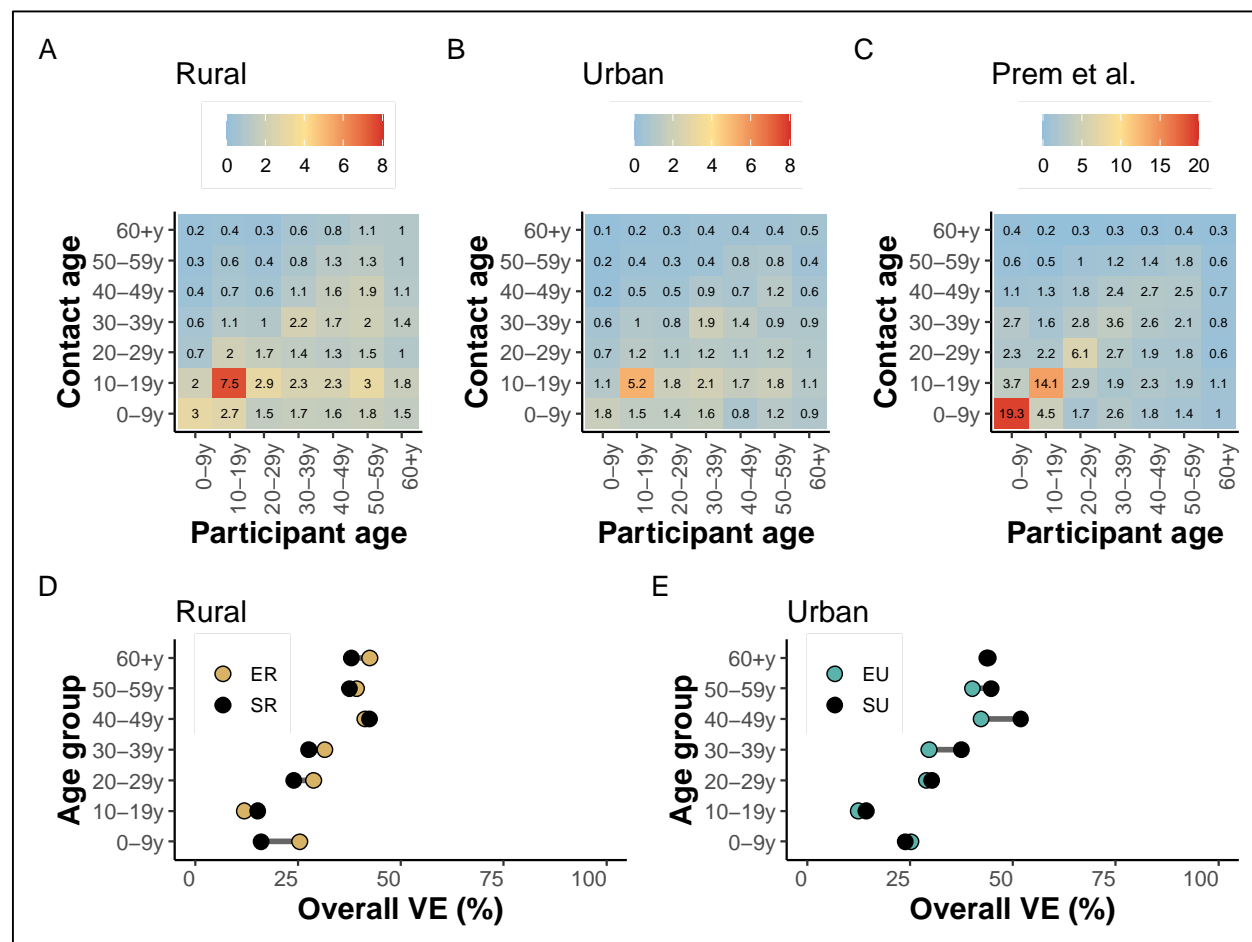 A
Rural
0 2 4 6 8
Contact age
60+y 0.2 0.4 0.3 0.6 0.8 1.1 1
50–59y 0.3 0.6 0.4 0.8 1.3 1.3 1
40–49y 0.4 0.7 0.6 1.1 1.6 1.9 1.1
30–39y 0.6 1.1 1 2.2 1.7 2 1.4
20–29y 0.7 2 1.7 1.4 1.3 1.5 1
10–19y 2 7.5 2.9 2.3 2.3 3 1.8
0–9y 3 2.7 1.5 1.7 1.6 1.8 1.5
0–9y 10–19y 20–29y 30–39y 40–49y 50–59y 60+y
Participant age
B
Urban
0 2 4 6 8
Contact age
60+y 0.1 0.2 0.3 0.4 0.4 0.4 0.5
50–59y 0.2 0.4 0.3 0.4 0.8 0.8 0.4
40–49y 0.2 0.5 0.5 0.9 0.7 1.2 0.6
30–39y 0.6 1 0.8 1.9 1.4 0.9 0.9
20–29y 0.7 1.2 1.1 1.2 1.1 1.2 1
10–19y 1.1 5.2 1.8 2.1 1.7 1.8 1.1
0–9y 1.8 1.5 1.4 1.6 0.8 1.2 0.9
0–9y 10–19y 20–29y 30–39y 40–49y 50–59y 60+y
Participant age
C
Prem et al.
0 5 10 15 20
Contact age
60+y 0.4 0.2 0.3 0.3 0.3 0.4 0.3
50–59y 0.6 0.5 1 1.2 1.4 1.8 0.6
40–49y 1.1 1.3 1.8 2.4 2.7 2.5 0.7
30–39y 2.7 1.6 2.8 3.6 2.6 2.1 0.8
20–29y 2.3 2.2 6.1 2.7 1.9 1.8 0.6
10–19y 3.7 14.1 2.9 1.9 2.3 1.9 1.1
0–9y 19.3 4.5 1.7 2.6 1.8 1.4 1
0–9y 10–19y 20–29y 30–39y 40–49y 50–59y 60+y
Participant age
D
Rural
ER
SR
Age group
60+y
50–59y
40–49y
30–39y
20–29y
10–19y
0–9y
0 25 50 75 100
Overall VE (%)
E
Urban
EU
SU
Age group
60+y
50–59y
40–49y
30–39y
20–29y
10–19y
0–9y
0 25 50 75 100
Overall VE (%)